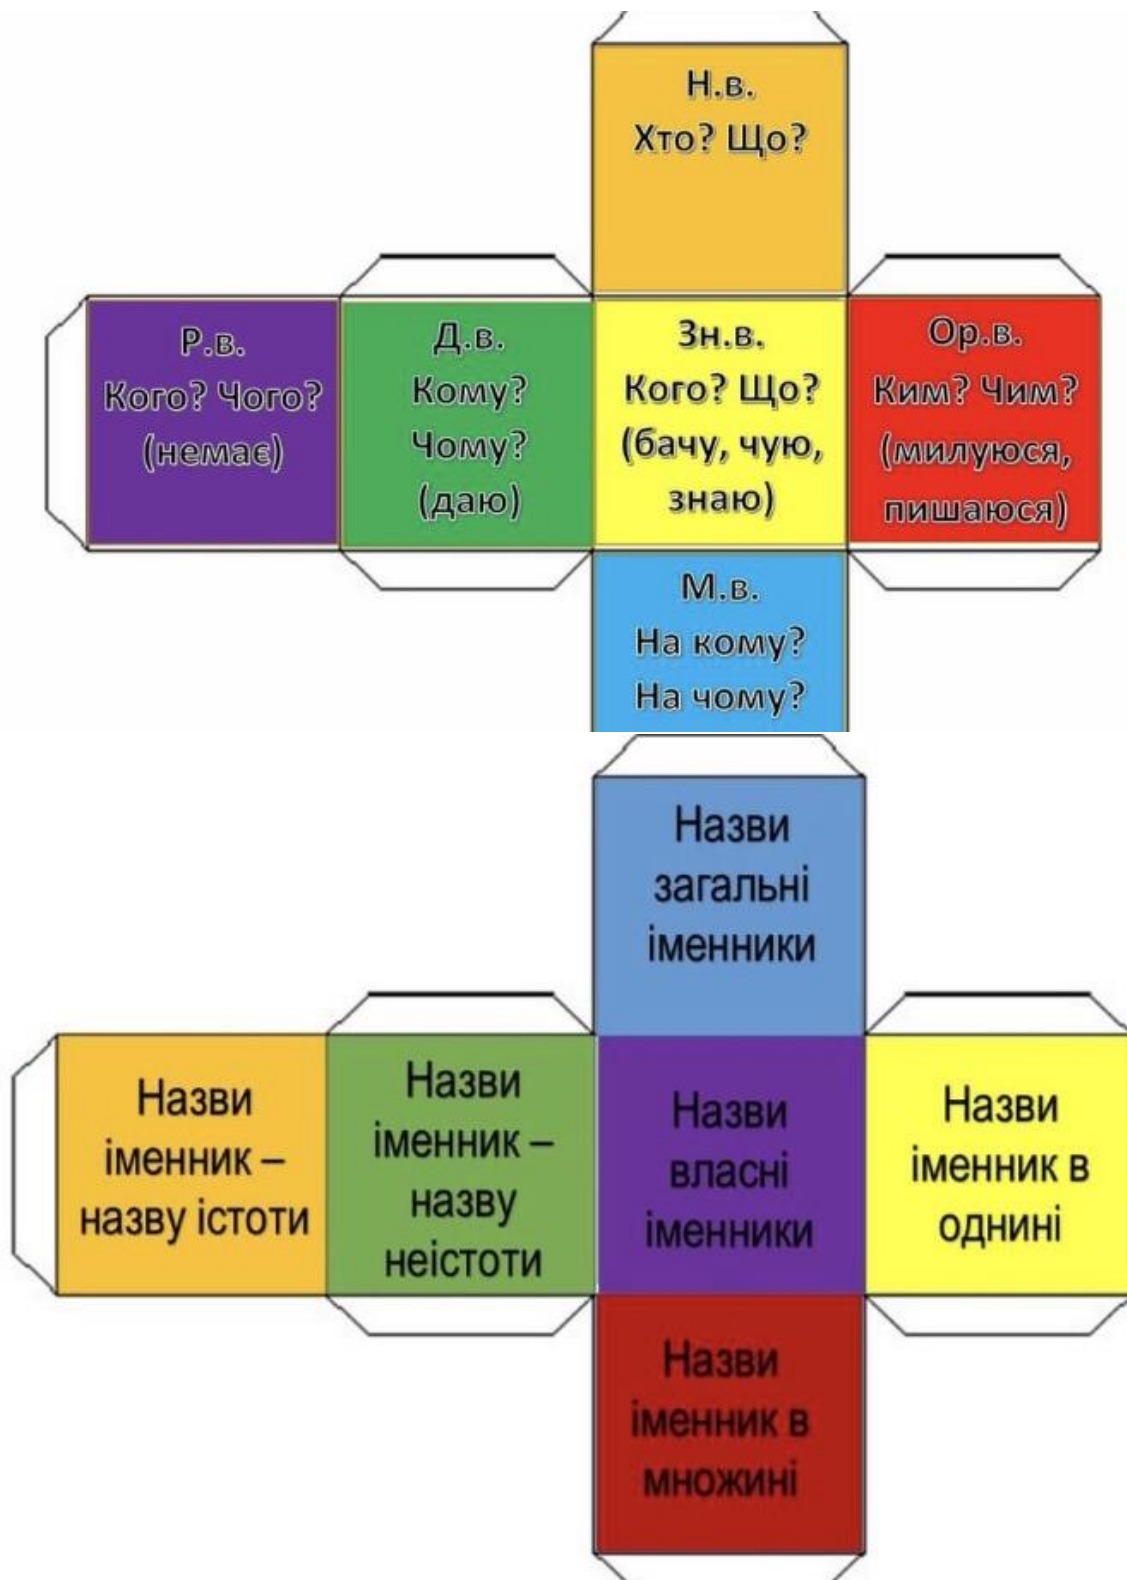 Н.в.
Хто? Що?
Р.в.
Кого? Чого?
(немає)
Д.в.
Кому?
Чому?
(даю)
Зн.в.
Кого? Що?
(бачу, чую,
знаю)
Ор.в.
Ким? Чим?
(милуюся,
пишаюся)
М.в.
На кому?
На чому?
Назви
загальні
іменники
Назви
іменник –
назву істоти
Назви
іменник –
назву
неістоти
Назви
власні
іменники
Назви
іменник в
однині
Назви
іменник в
множині